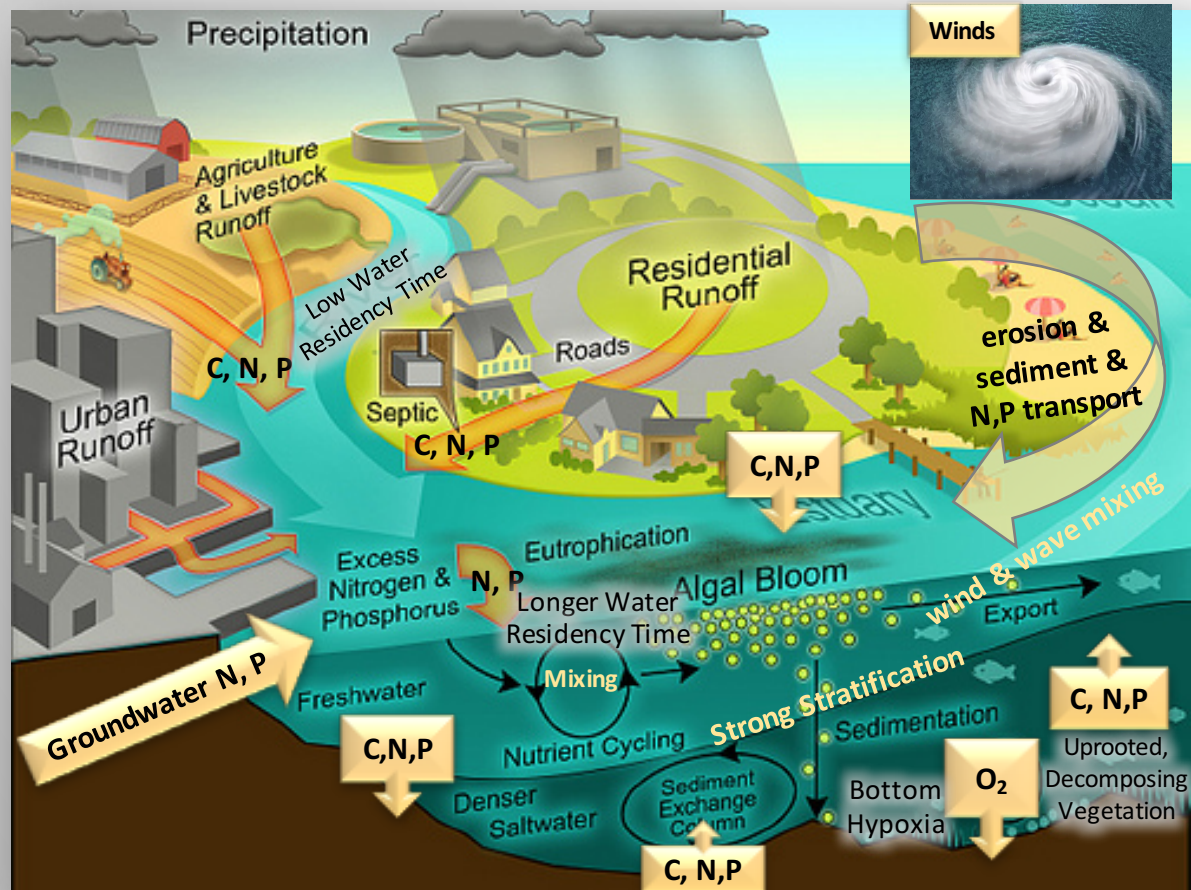 Precipitation
Winds
Agriculture
& Livestock
Runoff
Low Water
Residency Time
Residential
Runoff
erosion &
sediment &
N,P transport
C, N, P
Roads
Urban
Runoff
Septic
C, N, P
C,N,P
Estuary
wind & wave mixing
Excess
Nitrogen &
Phosphorus
Eutrophication
N, P
Algal Bloom
Longer Water
Residency Time
Export
Groundwater N, P
Freshwater
Mixing
Strong Stratification
C, N,P
C,N,P
Nutrient Cycling
Sedimentation
Uprooted,
Decomposing
Vegetation
Denser
Saltwater
Sediment
Exchange
Column
Bottom
Hypoxia
O₂
C, N,P